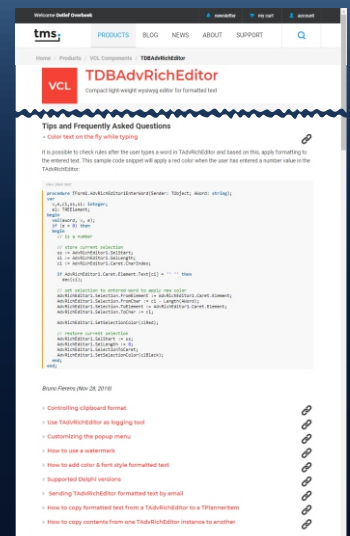 Welcome Detlef Overbeek
newsletter my cart account
tms;
PRODUCTS BLOG NEWS ABOUT SUPPORT
Home / Products / VCL Components / TDBAdvRichEditor
VCL
TDBAdvRichEditor
Compact light-weight wysiwyg editor for formatted text
Tips and Frequently Asked Questions
Color text on the fly while typing
It is possible to check rules after the user types a word in TAdvRichEditor and based on this, apply formatting to
the entered text. This sample code snippet will apply a red color when the user has entered a number value in the
TAdvRichEditor:
procedure TForm1.AdvRichEditor1EnterWord(Sender: TObject; AWord: string);
var
el: TREElement;
begin
val(aword, v, e);
if (e = 0) then
begin
// is a number
// store current selection
ss := AdvRichEditor1.SelStart;
sl := AdvRichEditor1.SelLength;
ci := AdvRichEditor1.Caret.CharIndex;
if AdvRichEditor1.Caret.Element.Text[ci] = ' ' then
dec(ci);
// set selection to entered word to apply new color
AdvRichEditor1.Selection.FromElement := AdvRichEditor1.Caret.Element;
AdvRichEditor1.Selection.FromChar := ci - Length(AWord);
AdvRichEditor1.Selection.ToElement := AdvRichEditor1.Caret.Element;
AdvRichEditor1.Selection.ToChar := ci;
AdvRichEditor1.SetSelectionColor(clRed);
// restore current selection
AdvRichEditor1.SelStart := ss;
AdvRichEditor1.SelLength := 0;
AdvRichEditor1.SelectionToCaret;
AdvRichEditor1.SetSelectionColor(clBlack);
end;
end;
Bruno Fierens (Nov 28, 2019)
Controlling clipboard format
Use TAdvRichEditor as logging tool
Customizing the popup menu
How to use a watermark
How to add color & font style formatted text
Supported Delphi versions
Sending TAdvRichEditor formatted text by email
How to copy formatted text from a TAdvRichEditor to a TPlannerItem
How to copy contents from one TAdvRichEditor instance to another